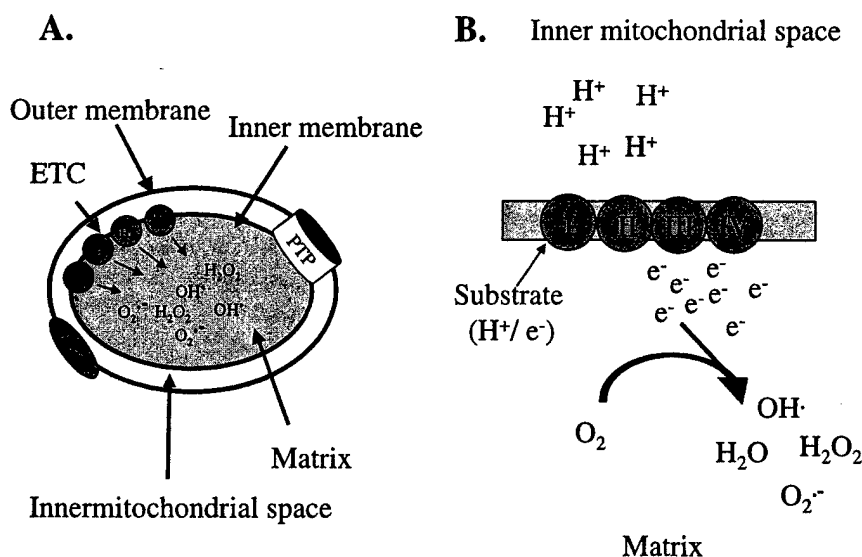 A.
Outer membrane
Inner membrane
ETC
PTP
H₂O₂
OH·
O₂·⁻ H₂O₂ OH·
O₂·⁻
Matrix
Innermitochondrial space
B. Inner mitochondrial space
H⁺ H⁺
H⁺
H⁺ H⁺
I II III IV
e⁻ e⁻
e⁻ e⁻ e⁻
e⁻ e⁻
e⁻
Substrate
(H⁺/ e⁻)
O₂
OH·
H₂O H₂O₂
O₂·⁻
Matrix